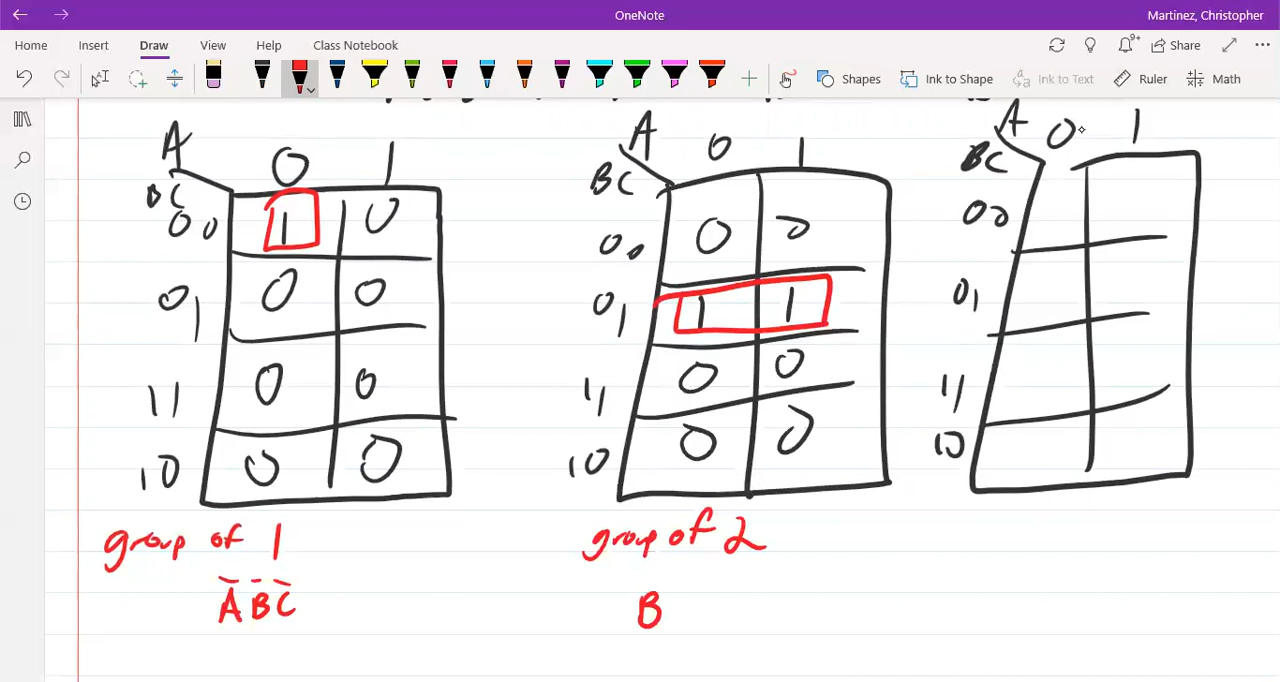 OneNote
Martínez, Christopher
Home Insert Draw View Help Class Notebook
Share
Shapes Ink to Shape Ink to Text Ruler Math
A 0 1
BC
00 1 0
01 0 0
11 0 0
10 0 0
group of 1
A̅ B̅ C̅
A 0 1
BC
00 0 0
01 1 1
11 0 0
10 0 0
group of 2
B
A 0 1
BC
00
01
11
10